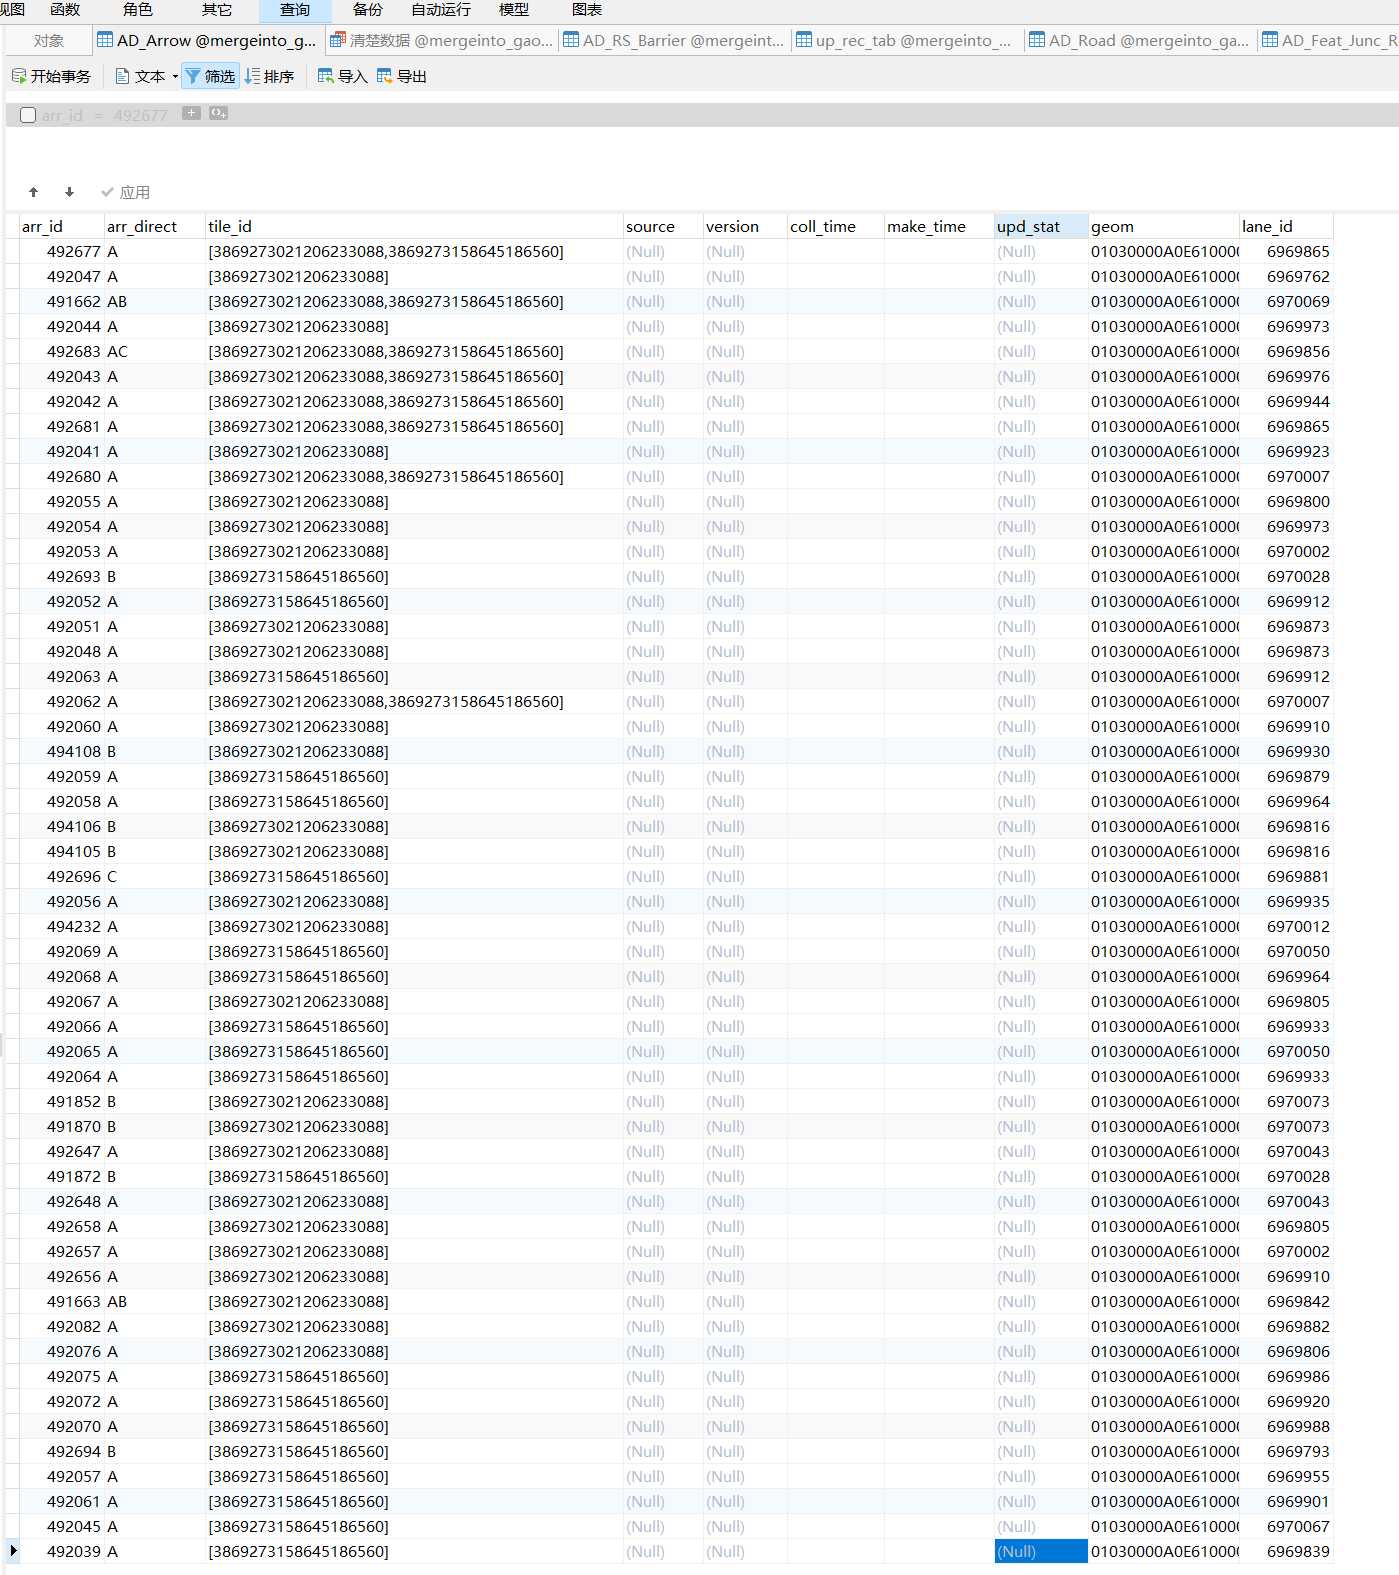 视图 函数 角色 其它 查询 备份 自动运行 模型 图表
对象 AD_Arrow @mergeinto_g... 清楚数据 @mergeinto_gao... AD_RS_Barrier @mergeint... up_rec_tab @mergeinto_... AD_Road @mergeinto_ga... AD_Feat_Junc_R
开始事务 文本 筛选 排序 导入 导出
arr_id = 492677
应用
arr_id arr_direct tile_id source version coll_time make_time upd_stat geom lane_id
492677 A [3869273021206233088,3869273158645186560] (Null) (Null) (Null) 01030000A0E61000( 6969865
492047 A [3869273021206233088] (Null) (Null) (Null) 01030000A0E61000( 6969762
491662 AB [3869273021206233088,3869273158645186560] (Null) (Null) (Null) 01030000A0E61000( 6970069
492044 A [3869273021206233088] (Null) (Null) (Null) 01030000A0E61000( 6969973
492683 AC [3869273021206233088,3869273158645186560] (Null) (Null) (Null) 01030000A0E61000( 6969856
492043 A [3869273021206233088,3869273158645186560] (Null) (Null) (Null) 01030000A0E61000( 6969976
492042 A [3869273021206233088,3869273158645186560] (Null) (Null) (Null) 01030000A0E61000( 6969944
492681 A [3869273021206233088,3869273158645186560] (Null) (Null) (Null) 01030000A0E61000( 6969865
492041 A [3869273021206233088] (Null) (Null) (Null) 01030000A0E61000( 6969923
492680 A [3869273021206233088,3869273158645186560] (Null) (Null) (Null) 01030000A0E61000( 6970007
492055 A [3869273021206233088] (Null) (Null) (Null) 01030000A0E61000( 6969800
492054 A [3869273021206233088] (Null) (Null) (Null) 01030000A0E61000( 6969973
492053 A [3869273021206233088] (Null) (Null) (Null) 01030000A0E61000( 6970002
492693 B [3869273158645186560] (Null) (Null) (Null) 01030000A0E61000( 6970028
492052 A [3869273158645186560] (Null) (Null) (Null) 01030000A0E61000( 6969912
492051 A [3869273021206233088] (Null) (Null) (Null) 01030000A0E61000( 6969873
492048 A [3869273021206233088] (Null) (Null) (Null) 01030000A0E61000( 6969873
492063 A [3869273158645186560] (Null) (Null) (Null) 01030000A0E61000( 6969912
492062 A [3869273021206233088,3869273158645186560] (Null) (Null) (Null) 01030000A0E61000( 6970007
492060 A [3869273021206233088] (Null) (Null) (Null) 01030000A0E61000( 6969910
494108 B [3869273021206233088] (Null) (Null) (Null) 01030000A0E61000( 6969930
492059 A [3869273158645186560] (Null) (Null) (Null) 01030000A0E61000( 6969879
492058 A [3869273158645186560] (Null) (Null) (Null) 01030000A0E61000( 6969964
494106 B [3869273021206233088] (Null) (Null) (Null) 01030000A0E61000( 6969816
494105 B [3869273021206233088] (Null) (Null) (Null) 01030000A0E61000( 6969816
492696 C [3869273158645186560] (Null) (Null) (Null) 01030000A0E61000( 6969881
492056 A [3869273021206233088] (Null) (Null) (Null) 01030000A0E61000( 6969935
494232 A [3869273021206233088] (Null) (Null) (Null) 01030000A0E61000( 6970012
492069 A [3869273158645186560] (Null) (Null) (Null) 01030000A0E61000( 6970050
492068 A [3869273158645186560] (Null) (Null) (Null) 01030000A0E61000( 6969964
492067 A [3869273021206233088] (Null) (Null) (Null) 01030000A0E61000( 6969805
492066 A [3869273158645186560] (Null) (Null) (Null) 01030000A0E61000( 6969933
492065 A [3869273158645186560] (Null) (Null) (Null) 01030000A0E61000( 6970050
492064 A [3869273158645186560] (Null) (Null) (Null) 01030000A0E61000( 6969933
491852 B [3869273021206233088] (Null) (Null) (Null) 01030000A0E61000( 6970073
491870 B [3869273021206233088] (Null) (Null) (Null) 01030000A0E61000( 6970073
492647 A [3869273021206233088] (Null) (Null) (Null) 01030000A0E61000( 6970043
491872 B [3869273158645186560] (Null) (Null) (Null) 01030000A0E61000( 6970028
492648 A [3869273021206233088] (Null) (Null) (Null) 01030000A0E61000( 6970043
492658 A [3869273021206233088] (Null) (Null) (Null) 01030000A0E61000( 6969805
492657 A [3869273021206233088] (Null) (Null) (Null) 01030000A0E61000( 6970002
492656 A [3869273021206233088] (Null) (Null) (Null) 01030000A0E61000( 6969910
491663 AB [3869273021206233088] (Null) (Null) (Null) 01030000A0E61000( 6969842
492082 A [3869273021206233088] (Null) (Null) (Null) 01030000A0E61000( 6969882
492076 A [3869273021206233088] (Null) (Null) (Null) 01030000A0E61000( 6969806
492075 A [3869273158645186560] (Null) (Null) (Null) 01030000A0E61000( 6969986
492072 A [3869273158645186560] (Null) (Null) (Null) 01030000A0E61000( 6969920
492070 A [3869273158645186560] (Null) (Null) (Null) 01030000A0E61000( 6969988
492694 B [3869273158645186560] (Null) (Null) (Null) 01030000A0E61000( 6969793
492057 A [3869273158645186560] (Null) (Null) (Null) 01030000A0E61000( 6969955
492061 A [3869273158645186560] (Null) (Null) (Null) 01030000A0E61000( 6969901
492045 A [3869273158645186560] (Null) (Null) (Null) 01030000A0E61000( 6970067
492039 A [3869273158645186560] (Null) (Null) (Null) 01030000A0E61000( 6969839